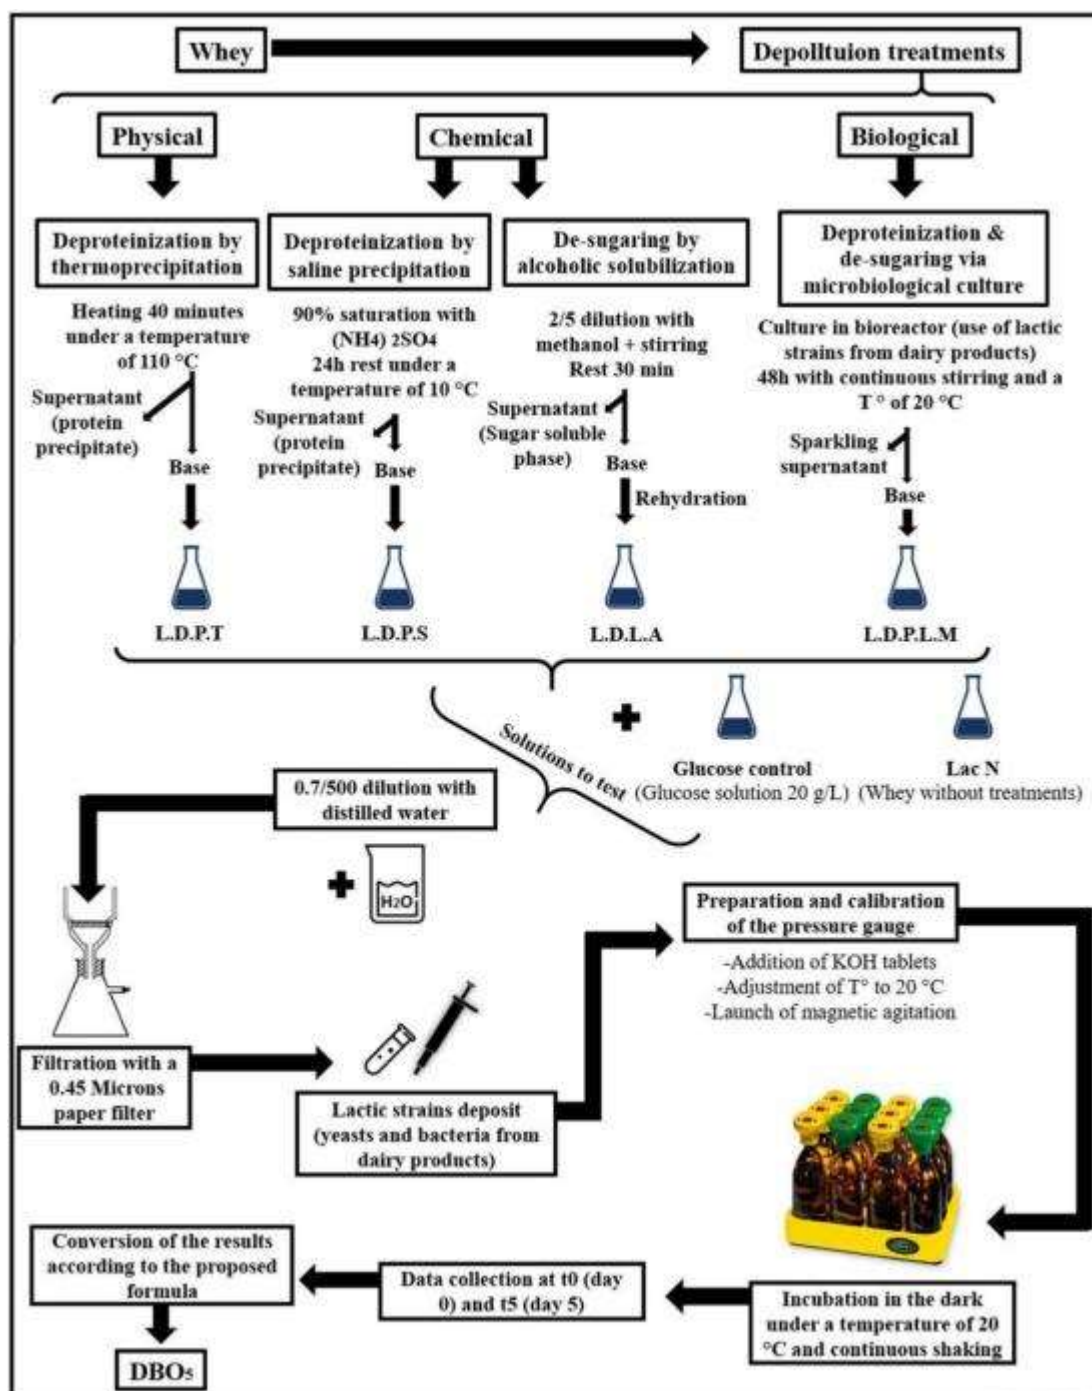 Whey
Depolltuion treatments
Physical
Chemical
Biological
Deproteinization by
thermoprecipitation
Heating 40 minutes
under a temperature
of 110 °C
Supernatant
(protein
precipitate)
Base
L.D.P.T
Deproteinization by
saline precipitation
90% saturation with
(NH4) 2SO4
24h rest under a
temperature of 10 °C
Supernatant
(protein
precipitate)
Base
L.D.P.S
De-sugaring by
alcoholic solubilization
2/5 dilution with
methanol + stirring
Rest 30 min
Supernatant
(Sugar soluble
phase)
Base
Rehydration
L.D.L.A
Deproteinization &
de-sugaring via
microbiological culture
Culture in bioreactor (use of lactic
strains from dairy products)
48h with continuous stirring and a
T ° of 20 °C
Sparkling
supernatant
Base
L.D.P.L.M
Solutions to test
Glucose control
(Glucose solution 20 g/L)
Lac N
(Whey without treatments)
0.7/500 dilution with
distilled water
H2O
Filtration with a
0.45 Microns
paper filter
Lactic strains deposit
(yeasts and bacteria from
dairy products)
Preparation and calibration
of the pressure gauge
-Addition of KOH tablets
-Adjustment of T° to 20 °C
-Launch of magnetic agitation
Incubation in the dark
under a temperature of 20
°C and continuous shaking
Data collection at t0 (day
0) and t5 (day 5)
Conversion of the results
according to the proposed
formula
DBO5